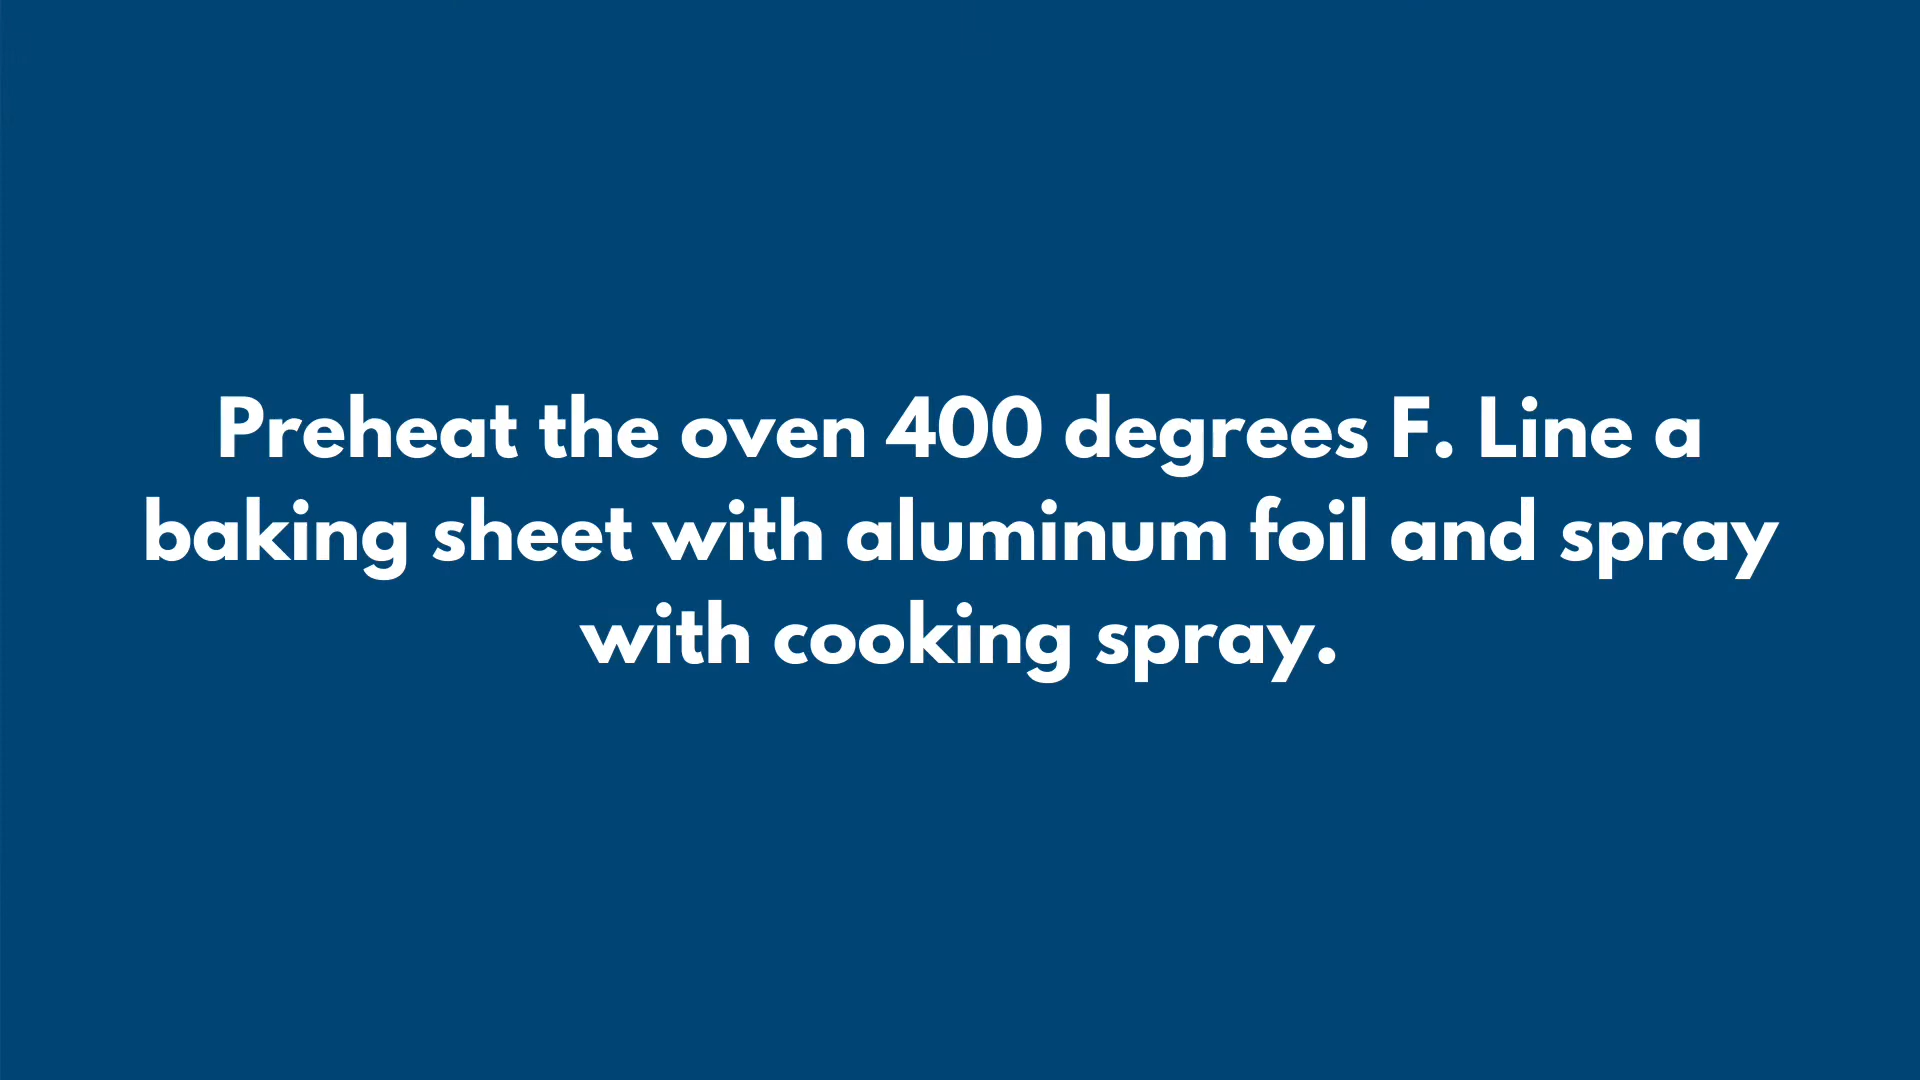 Preheat the oven 400 degrees F. Line a
baking sheet with aluminum foil and spray
with cooking spray.